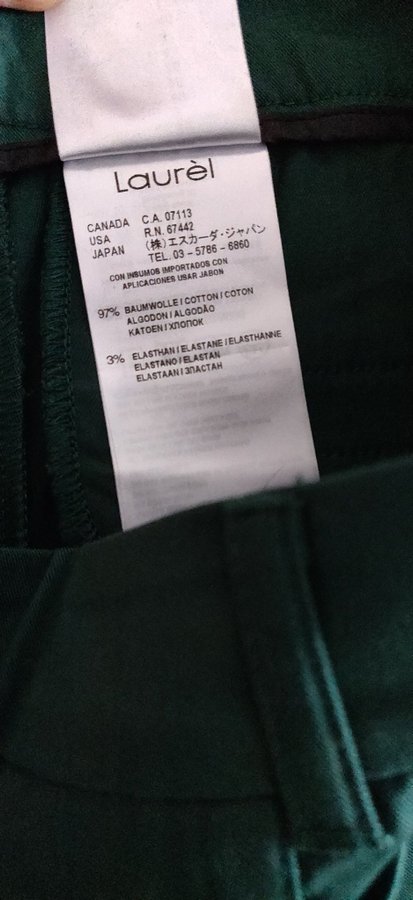 Laurèl
CANADA C.A. 07113
USA R.N. 67442
JAPAN (株)エスカーダ・ジャパン
TEL. 03 - 5786 - 6860
CON INSUMOS IMPORTADOS CON
APLICACIONES USAR JABON
97% BAUMWOLLE / COTTON / COTON
ALGODON / ALGODÃO
KATOEN / ХЛОПОК
3% ELASTHAN / ELASTANE / ELASTHANNE
ELASTANO / ELASTAN
ELASTAAN / ЭЛАСТАН